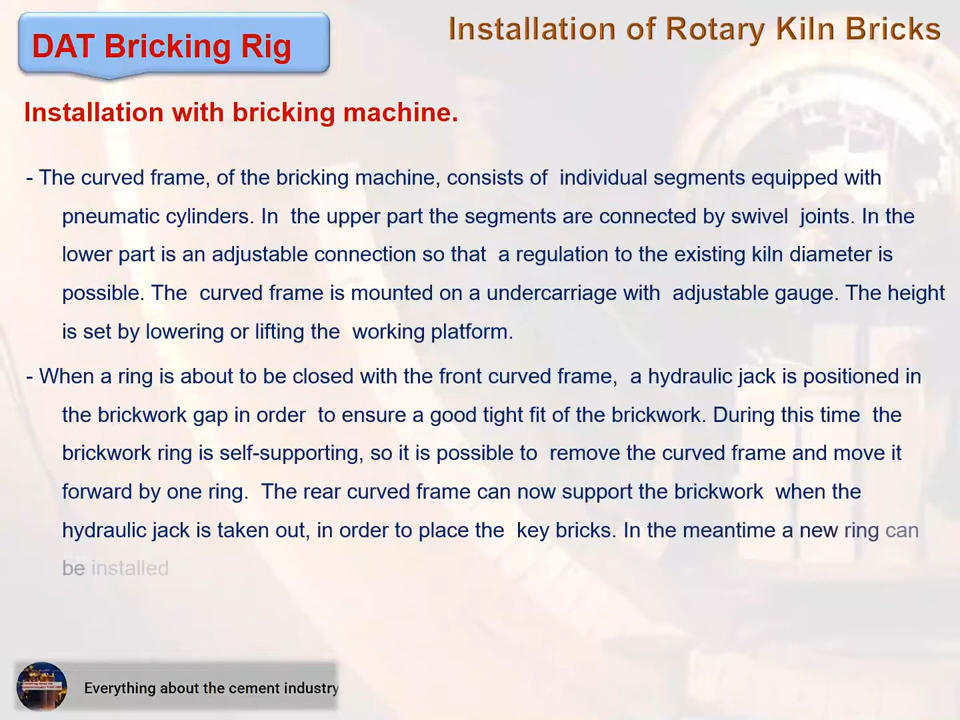 DAT Bricking Rig
Installation of Rotary Kiln Bricks
Installation with bricking machine.
- The curved frame, of the bricking machine, consists of individual segments equipped with
pneumatic cylinders. In the upper part the segments are connected by swivel joints. In the
lower part is an adjustable connection so that a regulation to the existing kiln diameter is
possible. The curved frame is mounted on a undercarriage with adjustable gauge. The height
is set by lowering or lifting the working platform.
- When a ring is about to be closed with the front curved frame, a hydraulic jack is positioned in
the brickwork gap in order to ensure a good tight fit of the brickwork. During this time the
brickwork ring is self-supporting, so it is possible to remove the curved frame and move it
forward by one ring. The rear curved frame can now support the brickwork when the
hydraulic jack is taken out, in order to place the key bricks. In the meantime a new ring can
be installed
Everything about the cement industry